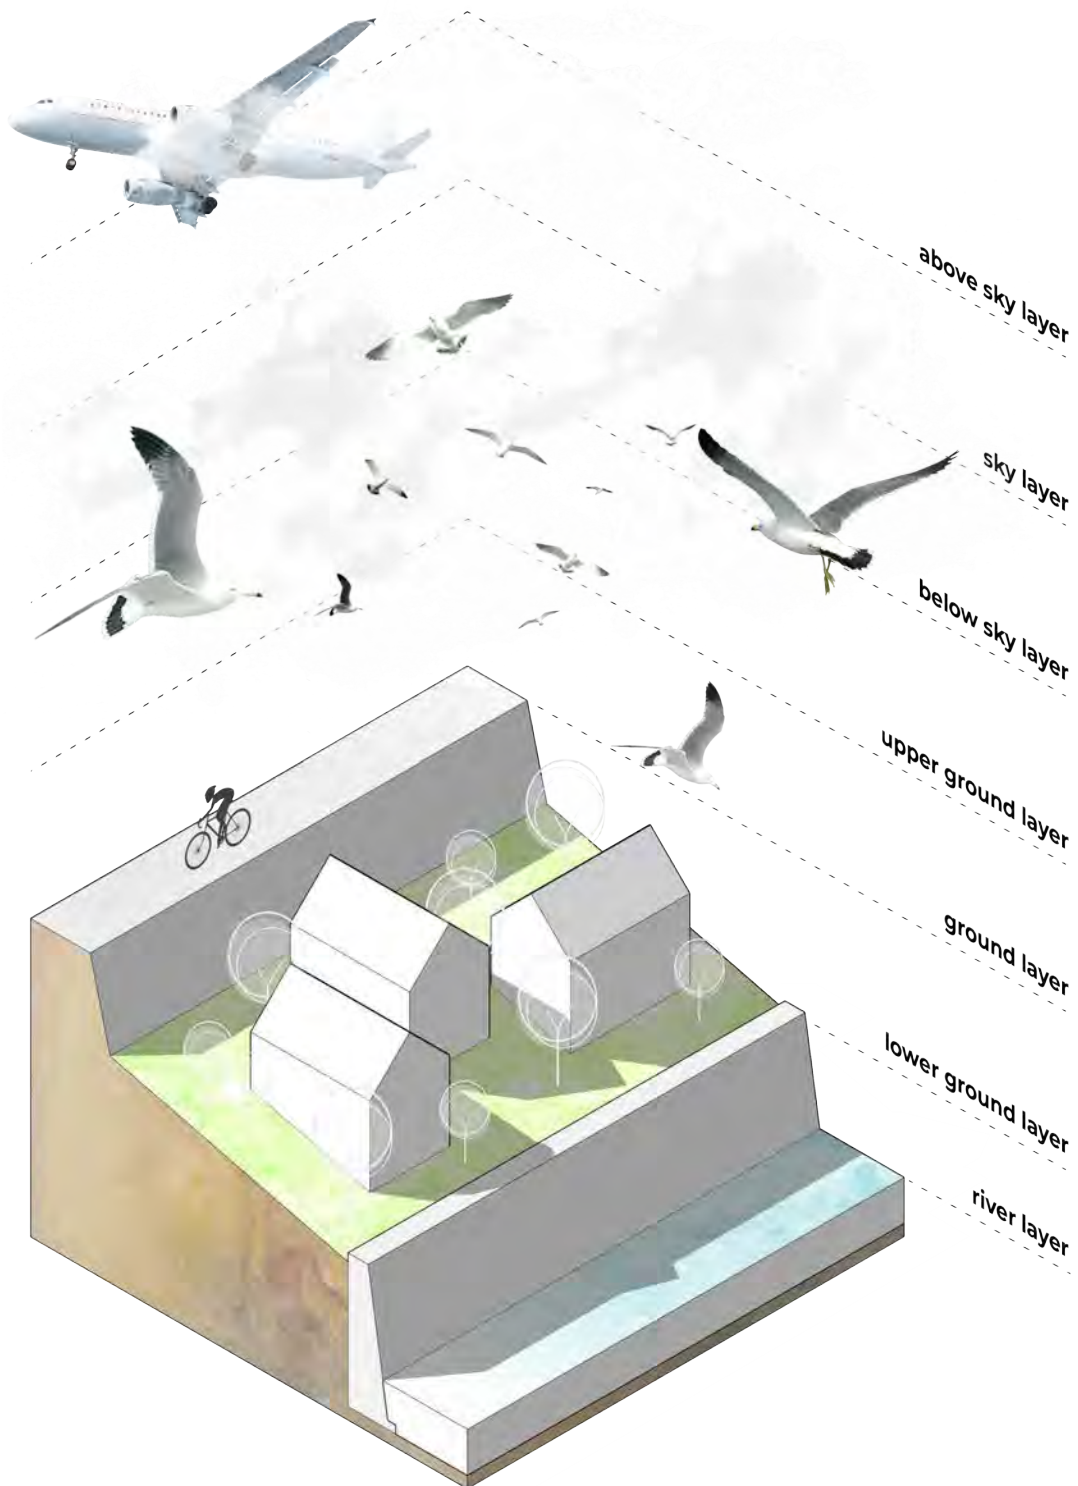 above sky layer
sky layer
below sky layer
upper ground layer
ground layer
lower ground layer
river layer